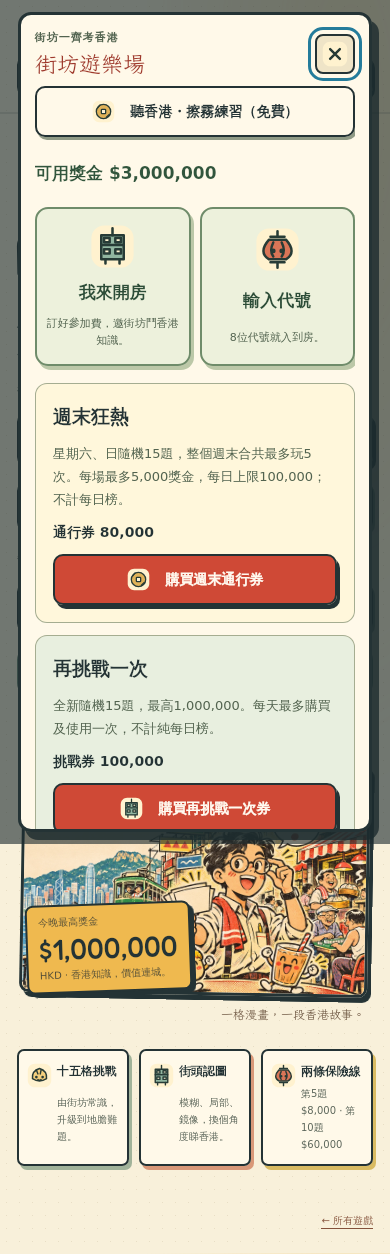 街坊一齊考香港
街坊遊樂場
聽香港・擦霧練習（免費）
可用獎金 $3,000,000
我來開房
訂好參加費，邀街坊鬥香港
知識。
輸入代號
8位代號就入到房。
週末狂熱
星期六、日隨機15題，整個週末合共最多玩5
次。每場最多5,000獎金，每日上限100,000；
不計每日榜。
通行券 80,000
購買週末通行券
再挑戰一次
全新隨機15題，最高1,000,000。每天最多購買
及使用一次，不計純每日榜。
挑戰券 100,000
購買再挑戰一次券
今晚最高獎金
$1,000,000
HKD · 香港知識，價值連城。
一格漫畫，一段香港故事。
十五格挑戰
由街坊常識，
升級到地膽難
題。
街頭認圖
模糊、局部、
鏡像，換個角
度睇香港。
兩條保險線
第5題
$8,000 · 第
10題
$60,000
← 所有遊戲